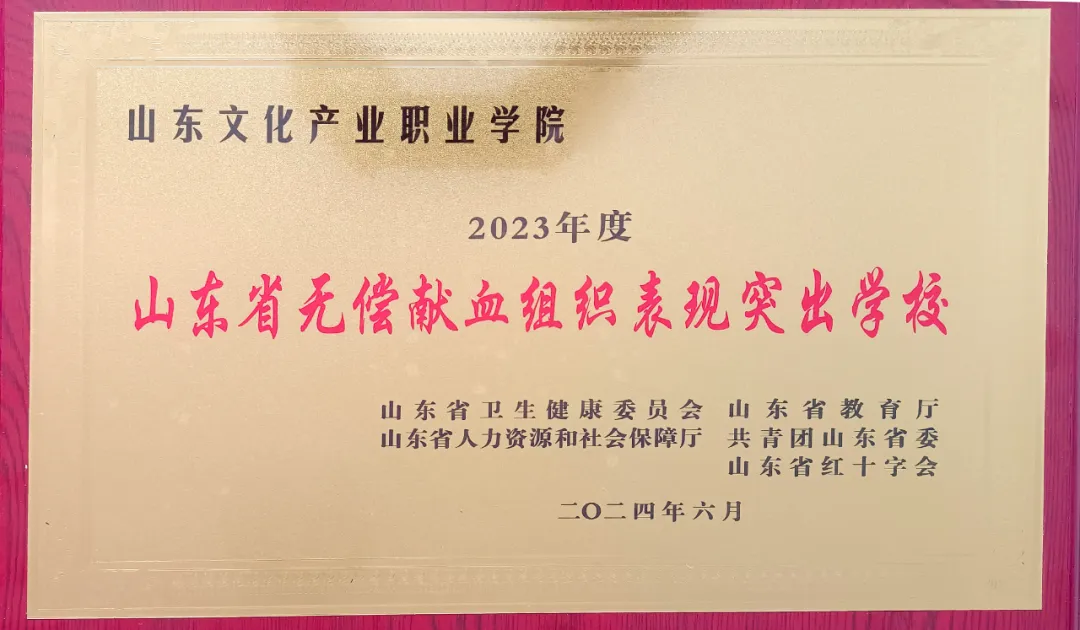 山东文化产业职业学院
2023年度
山东省无偿献血组织表现突出学校
山东省卫生健康委员会 山东省教育厅
山东省人力资源和社会保障厅 共青团山东省委
山东省红十字会
二〇二四年六月